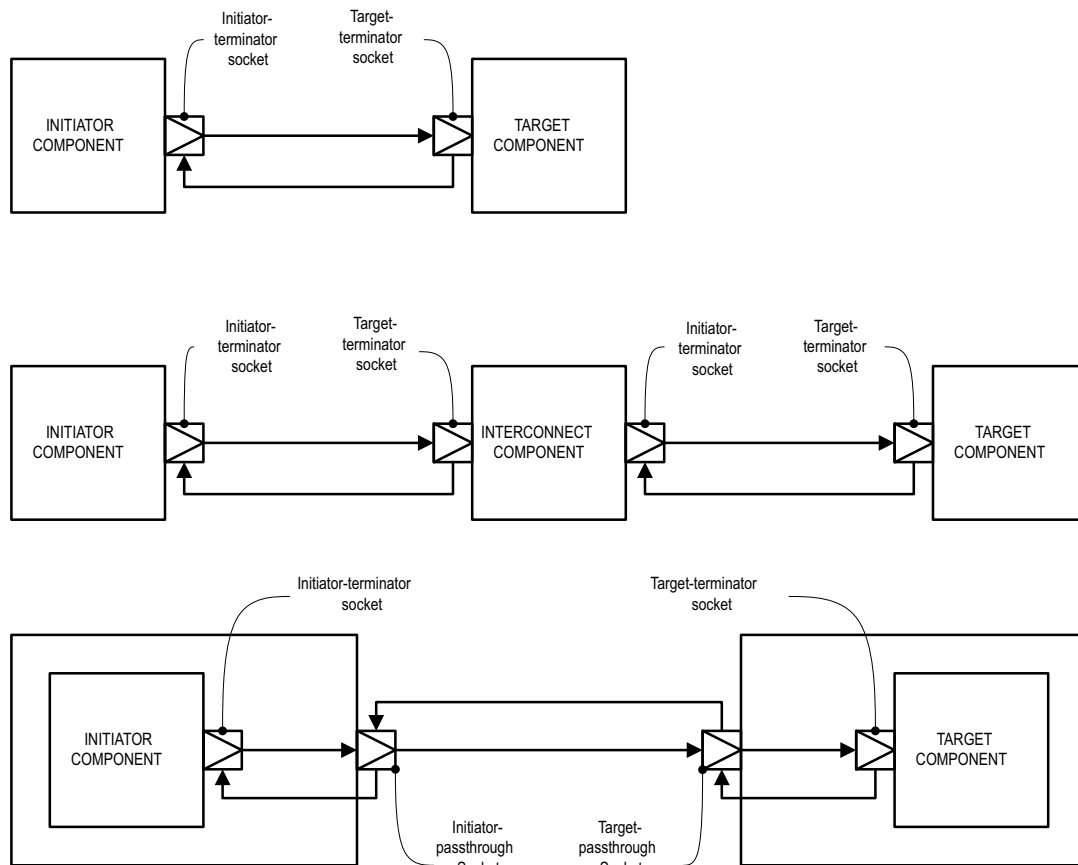 Initiator-
terminator
socket
Target-
terminator
socket
INITIATOR
COMPONENT
TARGET
COMPONENT
Initiator-
terminator
socket
Target-
terminator
socket
Initiator-
terminator
socket
Target-
terminator
socket
INITIATOR
COMPONENT
INTERCONNECT
COMPONENT
TARGET
COMPONENT
Initiator-terminator
socket
Target-terminator
socket
INITIATOR
COMPONENT
TARGET
COMPONENT
Initiator-
passthrough
Target-
passthrough